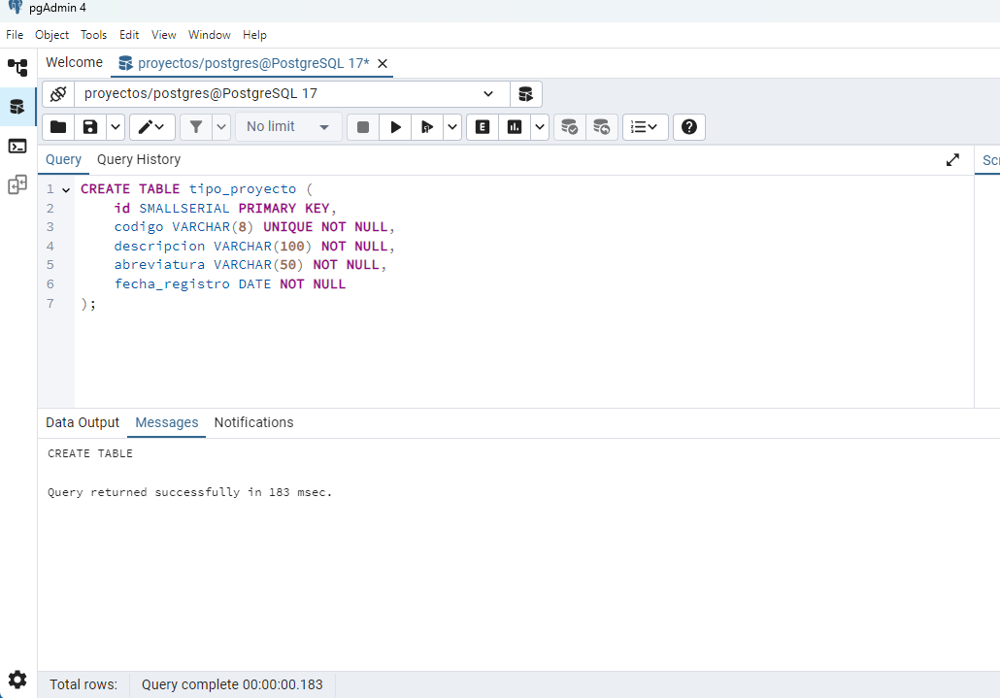 pgAdmin 4
File Object Tools Edit View Window Help
Welcome proyectos/postgres@PostgreSQL 17*
proyectos/postgres@PostgreSQL 17
No limit
E
Query Query History
1 CREATE TABLE tipo_proyecto (
2 id SMALLSERIAL PRIMARY KEY,
3 codigo VARCHAR(8) UNIQUE NOT NULL,
4 descripcion VARCHAR(100) NOT NULL,
5 abreviatura VARCHAR(50) NOT NULL,
6 fecha_registro DATE NOT NULL
7 );
Data Output Messages Notifications
CREATE TABLE
Query returned successfully in 183 msec.
Total rows: Query complete 00:00:00.183